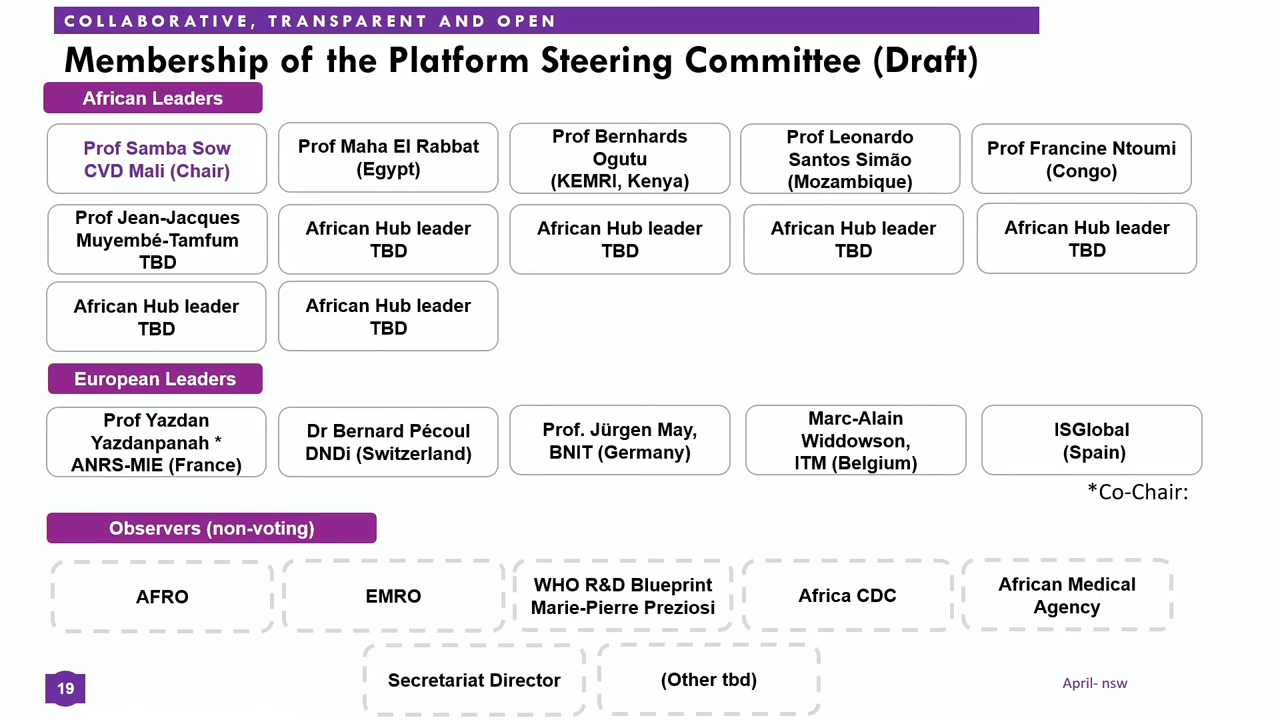 COLLABORATIVE, TRANSPARENT AND OPEN
Membership of the Platform Steering Committee (Draft)
African Leaders
Prof Samba Sow
CVD Mali (Chair)
Prof Maha El Rabbat
(Egypt)
Prof Bernhards
Ogutu
(KEMRI, Kenya)
Prof Leonardo
Santos Simão
(Mozambique)
Prof Francine Ntoumi
(Congo)
Prof Jean-Jacques
Muyembé-Tamfum
TBD
African Hub leader
TBD
African Hub leader
TBD
African Hub leader
TBD
African Hub leader
TBD
African Hub leader
TBD
African Hub leader
TBD
European Leaders
Prof Yazdan
Yazdanpanah *
ANRS-MIE (France)
Dr Bernard Pécoul
DNDi (Switzerland)
Prof. Jürgen May,
BNIT (Germany)
Marc-Alain
Widdowson,
ITM (Belgium)
ISGlobal
(Spain)
*Co-Chair:
Observers (non-voting)
AFRO
EMRO
WHO R&D Blueprint
Marie-Pierre Preziosi
Africa CDC
African Medical
Agency
Secretariat Director
(Other tbd)
19
April- nsw